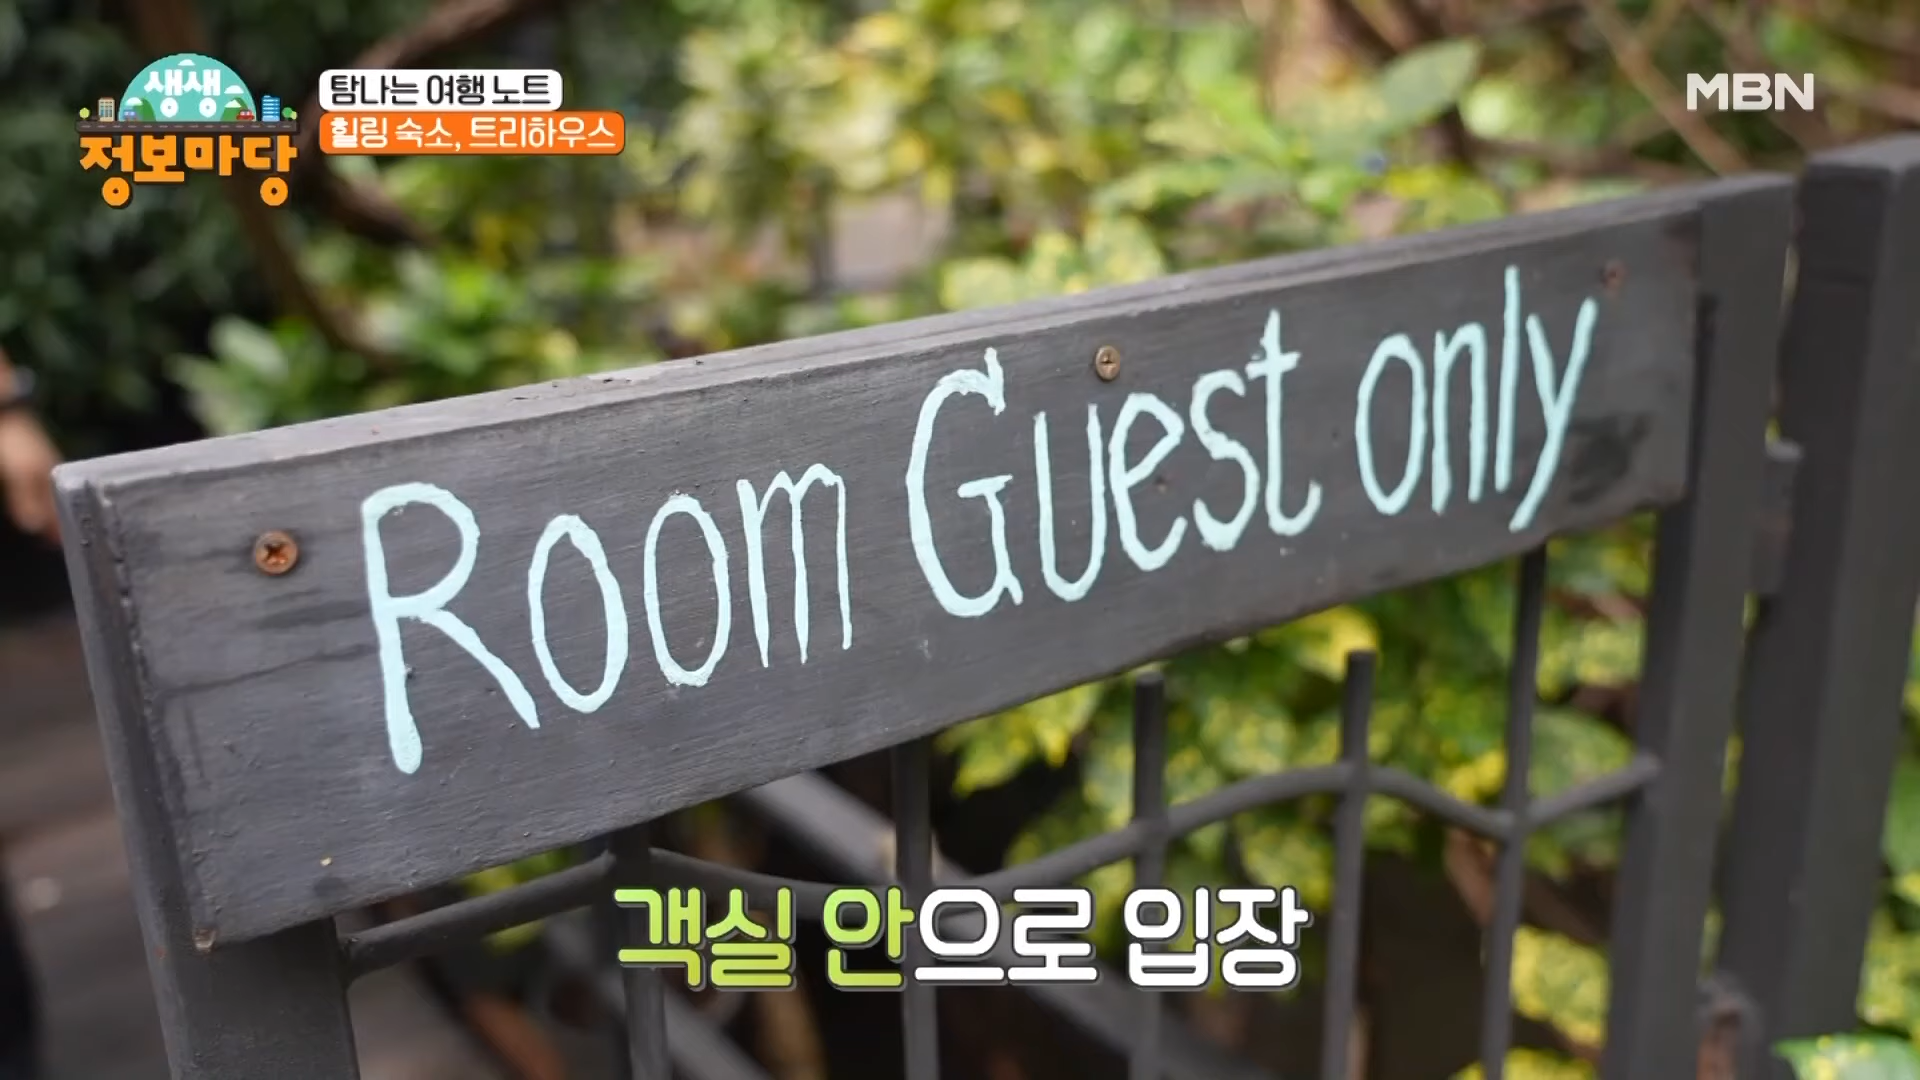 생생
정보마당
탐나는 여행 노트
힐링 숙소, 트리하우스
MBN
Room Guest only
객실 안으로 입장